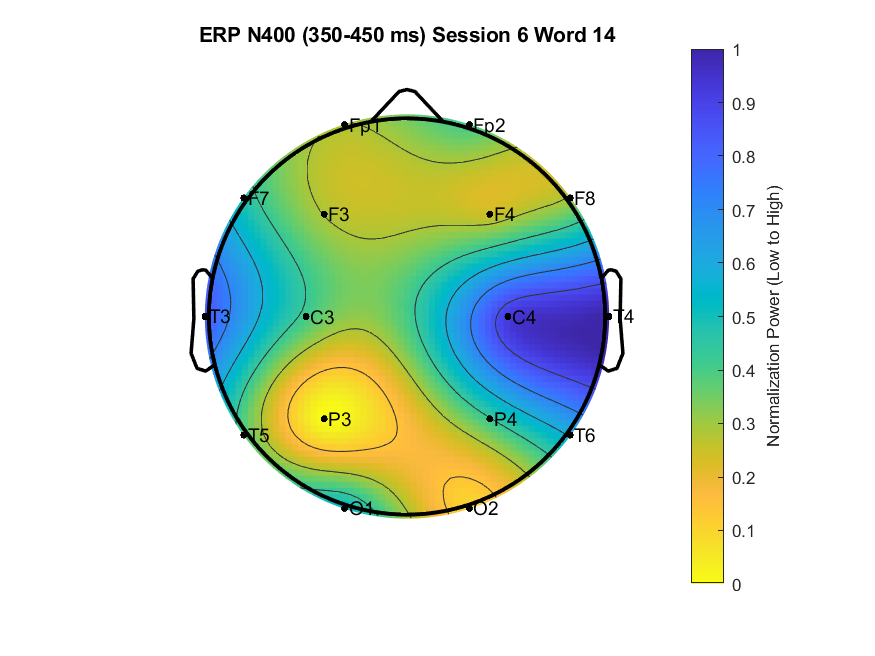 ERP N400 (350-450 ms) Session 6 Word 14
Fp1 Fp2
F7 F3 F4 F8
T3 C3 C4 T4
T5 P3 P4 T6
O1 O2
1
0.9
0.8
0.7
0.6
0.5
0.4
0.3
0.2
0.1
0
Normalization Power (Low to High)